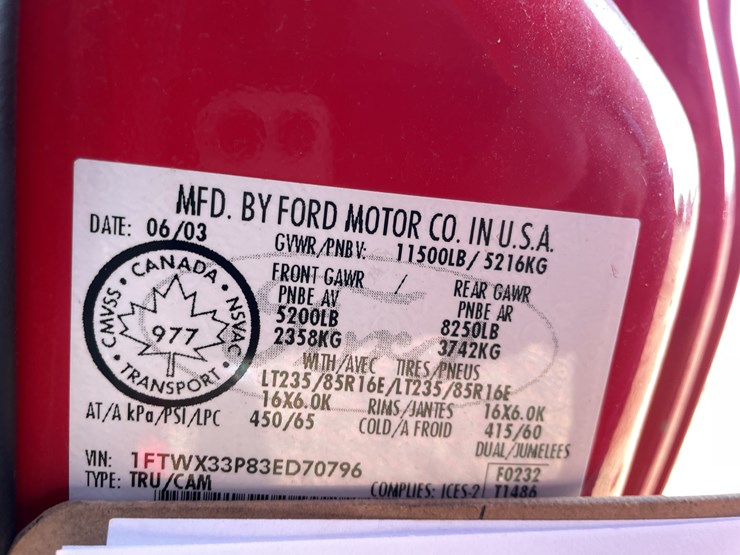 MFD. BY FORD MOTOR CO. IN U.S.A.
DATE: 06/03
GVWR/PNBV: 11500LB/5216KG
FRONT GAWR / REAR GAWR
PNBE AV PNBE AR
5200LB 8250LB
2358KG 3742KG
WITH/AVEC TIRES/PNEUS
LT235/85R16E/LT235/85R16E
16X6.0K RIMS/JANTES 16X6.0K
AT/A kPa/PSI/LPC 450/65 COLD/A FROID 415/60
DUAL/JUMELEES
CANADA • NSVAC • TRANSPORT • CMVSS •
977
VIN: 1FTWX33P83ED70796
TYPE: TRU/CAM
F0232
COMPLIES: ICES-2 T1486